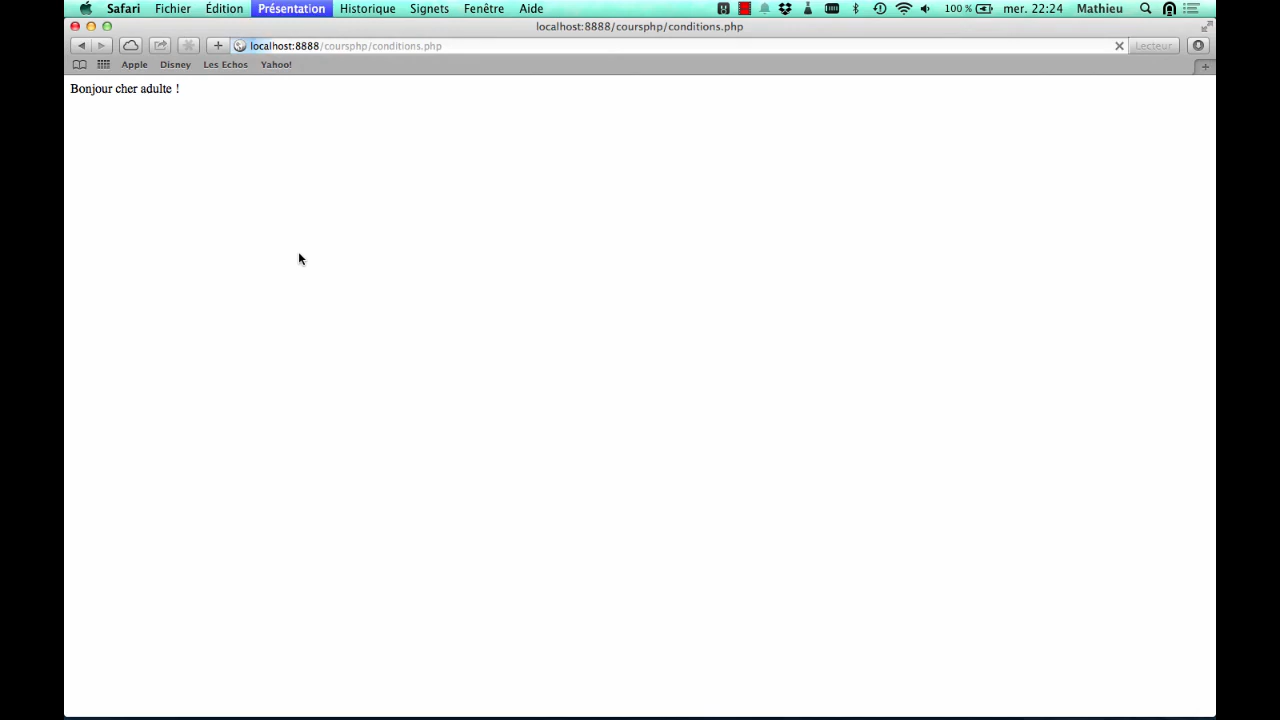 Safari Fichier Édition Présentation Historique Signets Fenêtre Aide 100 % mer. 22:24 Mathieu
localhost:8888/coursphp/conditions.php
localhost:8888/coursphp/conditions.php Lecteur
Apple Disney Les Echos Yahoo!
Bonjour cher adulte !